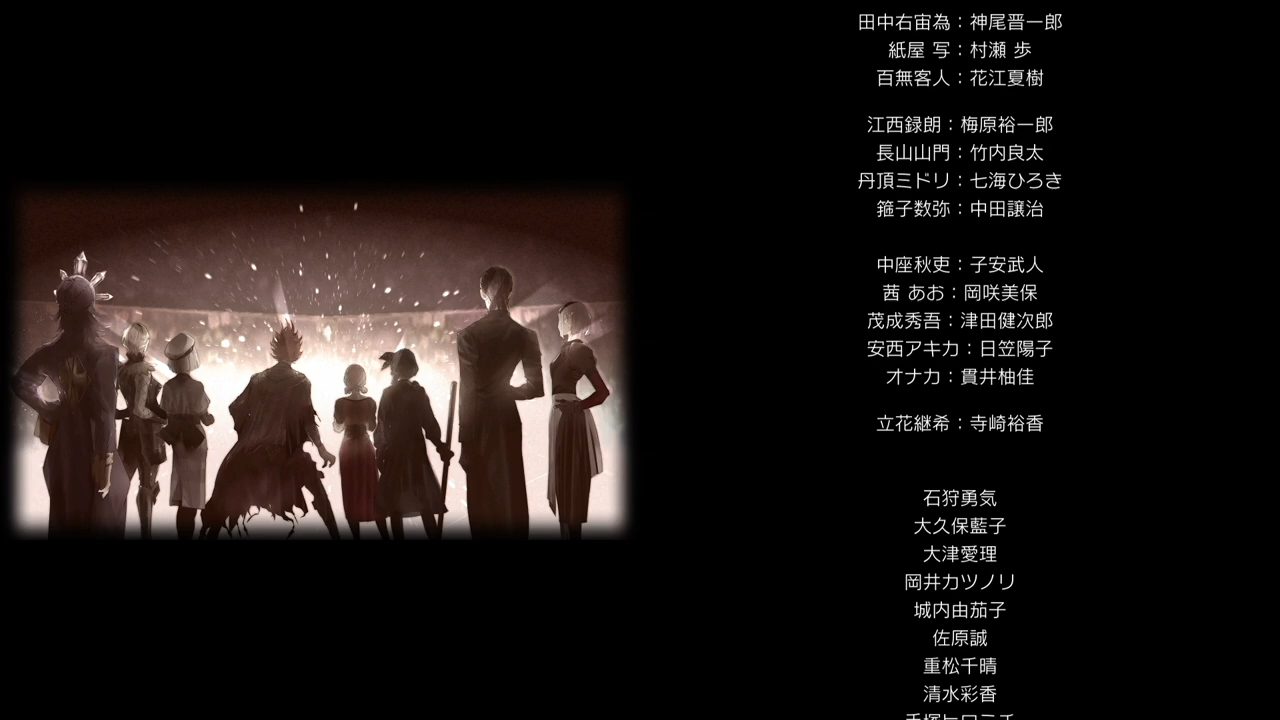 田中右宙為：神尾晋一郎
紙屋 写：村瀬 歩
百無客人：花江夏樹
江西録朗：梅原裕一郎
長山山門：竹内良太
丹頂ミドリ：七海ひろき
箍子数弥：中田譲治
中座秋吏：子安武人
茜 あお：岡咲美保
茂成秀吾：津田健次郎
安西アキカ：日笠陽子
オナカ：貫井柚佳
立花継希：寺崎裕香
石狩勇気
大久保藍子
大津愛理
岡井カツノリ
城内由茄子
佐原誠
重松千晴
清水彩香